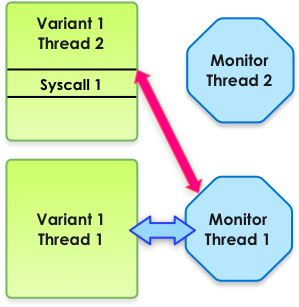 Variant 1
Thread 2
Syscall 1
Monitor
Thread 2
Variant 1
Thread 1
Monitor
Thread 1